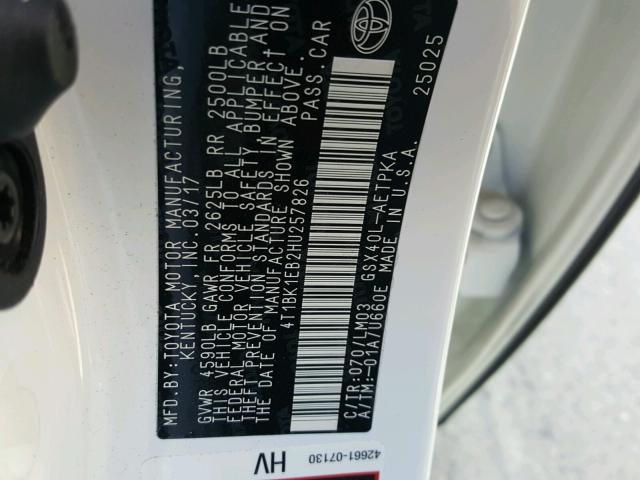 MFD.BY:TOYOTA MOTOR MANUFACTURING,
KENTUCKY, INC. 03/17
GVWR 4590LB GAWR FR 2625LB RR 2500LB
THIS VEHICLE CONFORMS TO ALL APPLICABLE
FEDERAL MOTOR VEHICLE SAFETY, BUMPER AND
THEFT PREVENTION STANDARDS IN EFFECT ON
THE DATE OF MANUFACTURE SHOWN ABOVE.
4T1BK1EB2HU257826 PASS.CAR
C/TR:070/LM03 GSX40L-AETPKA
A/TM:-01A/U660E MADE IN U.S.A.
25025
TOYOTA
42661-07130
HV